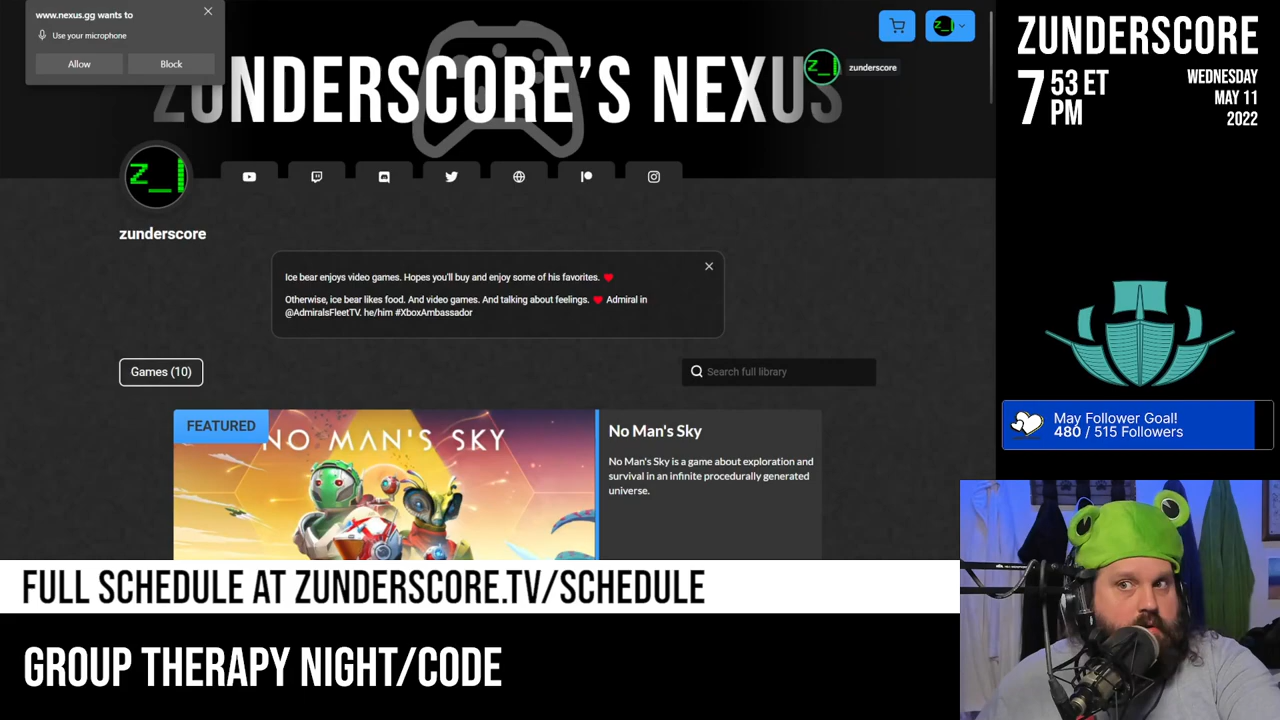 www.nexus.gg wants to
Use your microphone
Allow
Block
ZUNDERSCORE'S NEXUS
Z_|
zunderscore
Z_|
zunderscore
Ice bear enjoys video games. Hopes you'll buy and enjoy some of his favorites.
Otherwise, ice bear likes food. And video games. And talking about feelings. Admiral in
@AdmiralsFleetTV. he/him #XboxAmbassador
Games (10)
Search full library
FEATURED
NO MAN'S SKY
No Man's Sky
No Man's Sky is a game about exploration and
survival in an infinite procedurally generated
universe.
ZUNDERSCORE
7 53 ET
PM
WEDNESDAY
MAY 11
2022
May Follower Goal!
480 / 515 Followers
FULL SCHEDULE AT ZUNDERSCORE.TV/SCHEDULE
GROUP THERAPY NIGHT/CODE